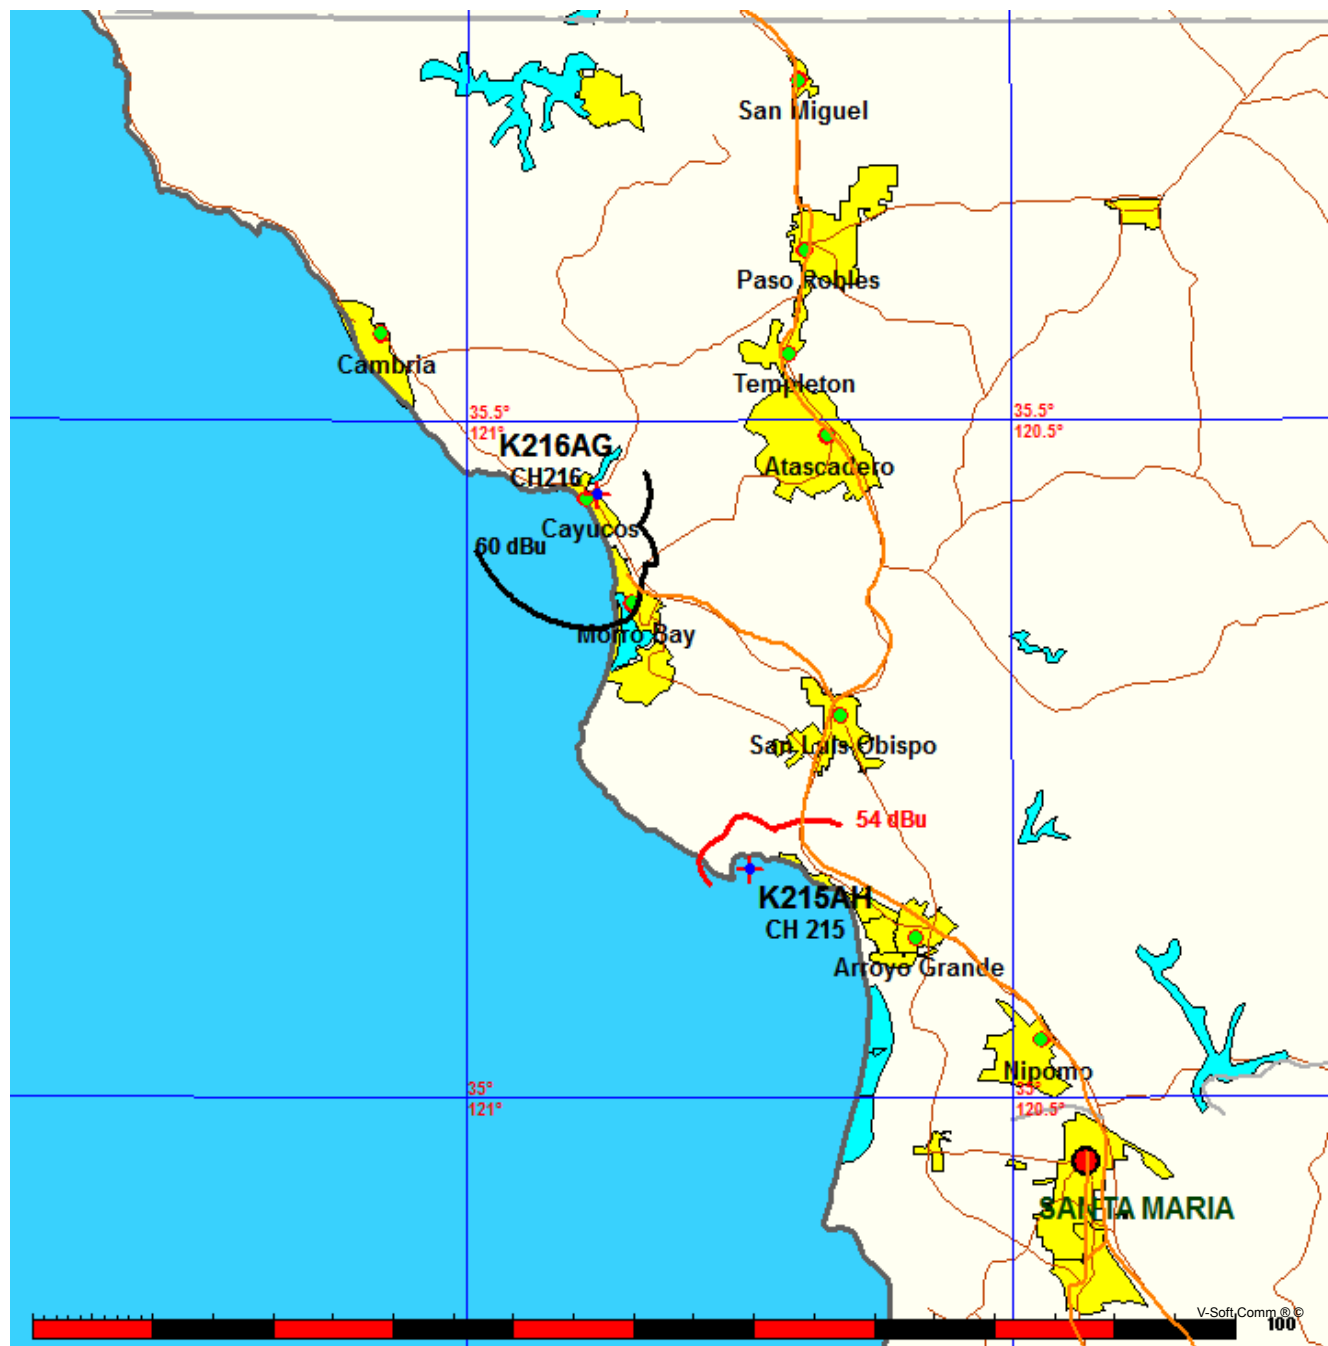 San Miguel
Paso Robles
Cambria
Templeton
35.5°
121°
35.5°
120.5°
K216AG
CH216
Atascadero
Cayucos
60 dBu
Morro Bay
San Luis Obispo
54 dBu
K215AH
CH 215
Arroyo Grande
Nipomo
35°
121°
35°
120.5°
SANTA MARIA
V-Soft Comm ® ©
100